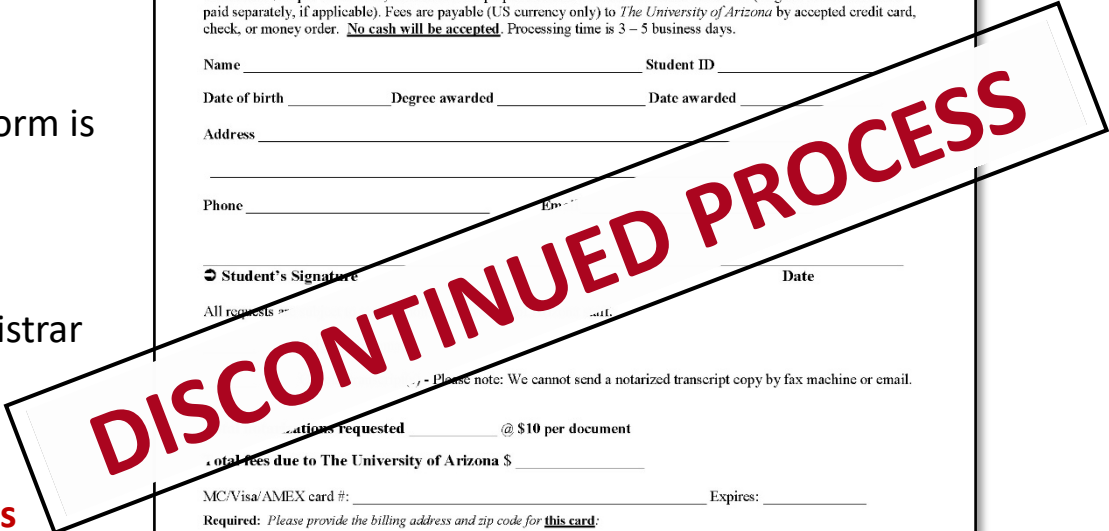 paid separately, if applicable). Fees are payable (US currency only) to The University of Arizona by accepted credit card,
check, or money order. No cash will be accepted. Processing time is 3 – 5 business days.
Name Student ID
Date of birth Degree awarded Date awarded
orm is
Address
Phone
DISCONTINUED PROCESS
➲ Student's Signature Date
All requests
istrar
- Please note: We cannot send a notarized transcript copy by fax machine or email.
requested @ $10 per document
Total fees due to The University of Arizona $
MC/Visa/AMEX card #: Expires:
s
Required: Please provide the billing address and zip code for this card: